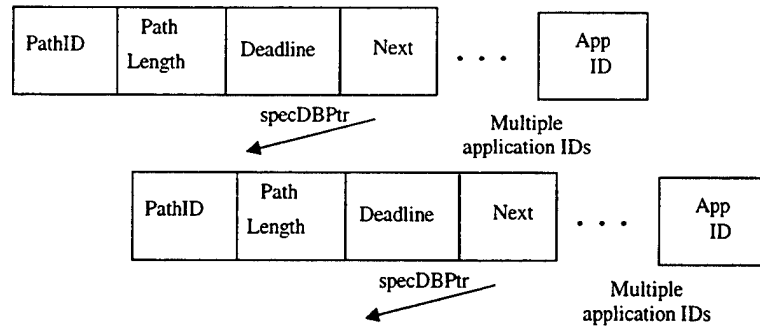 PathID
Path
Length
Deadline
Next
. . .
App
ID
specDBPtr
Multiple
application IDs
PathID
Path
Length
Deadline
Next
. . .
App
ID
specDBPtr
Multiple
application IDs